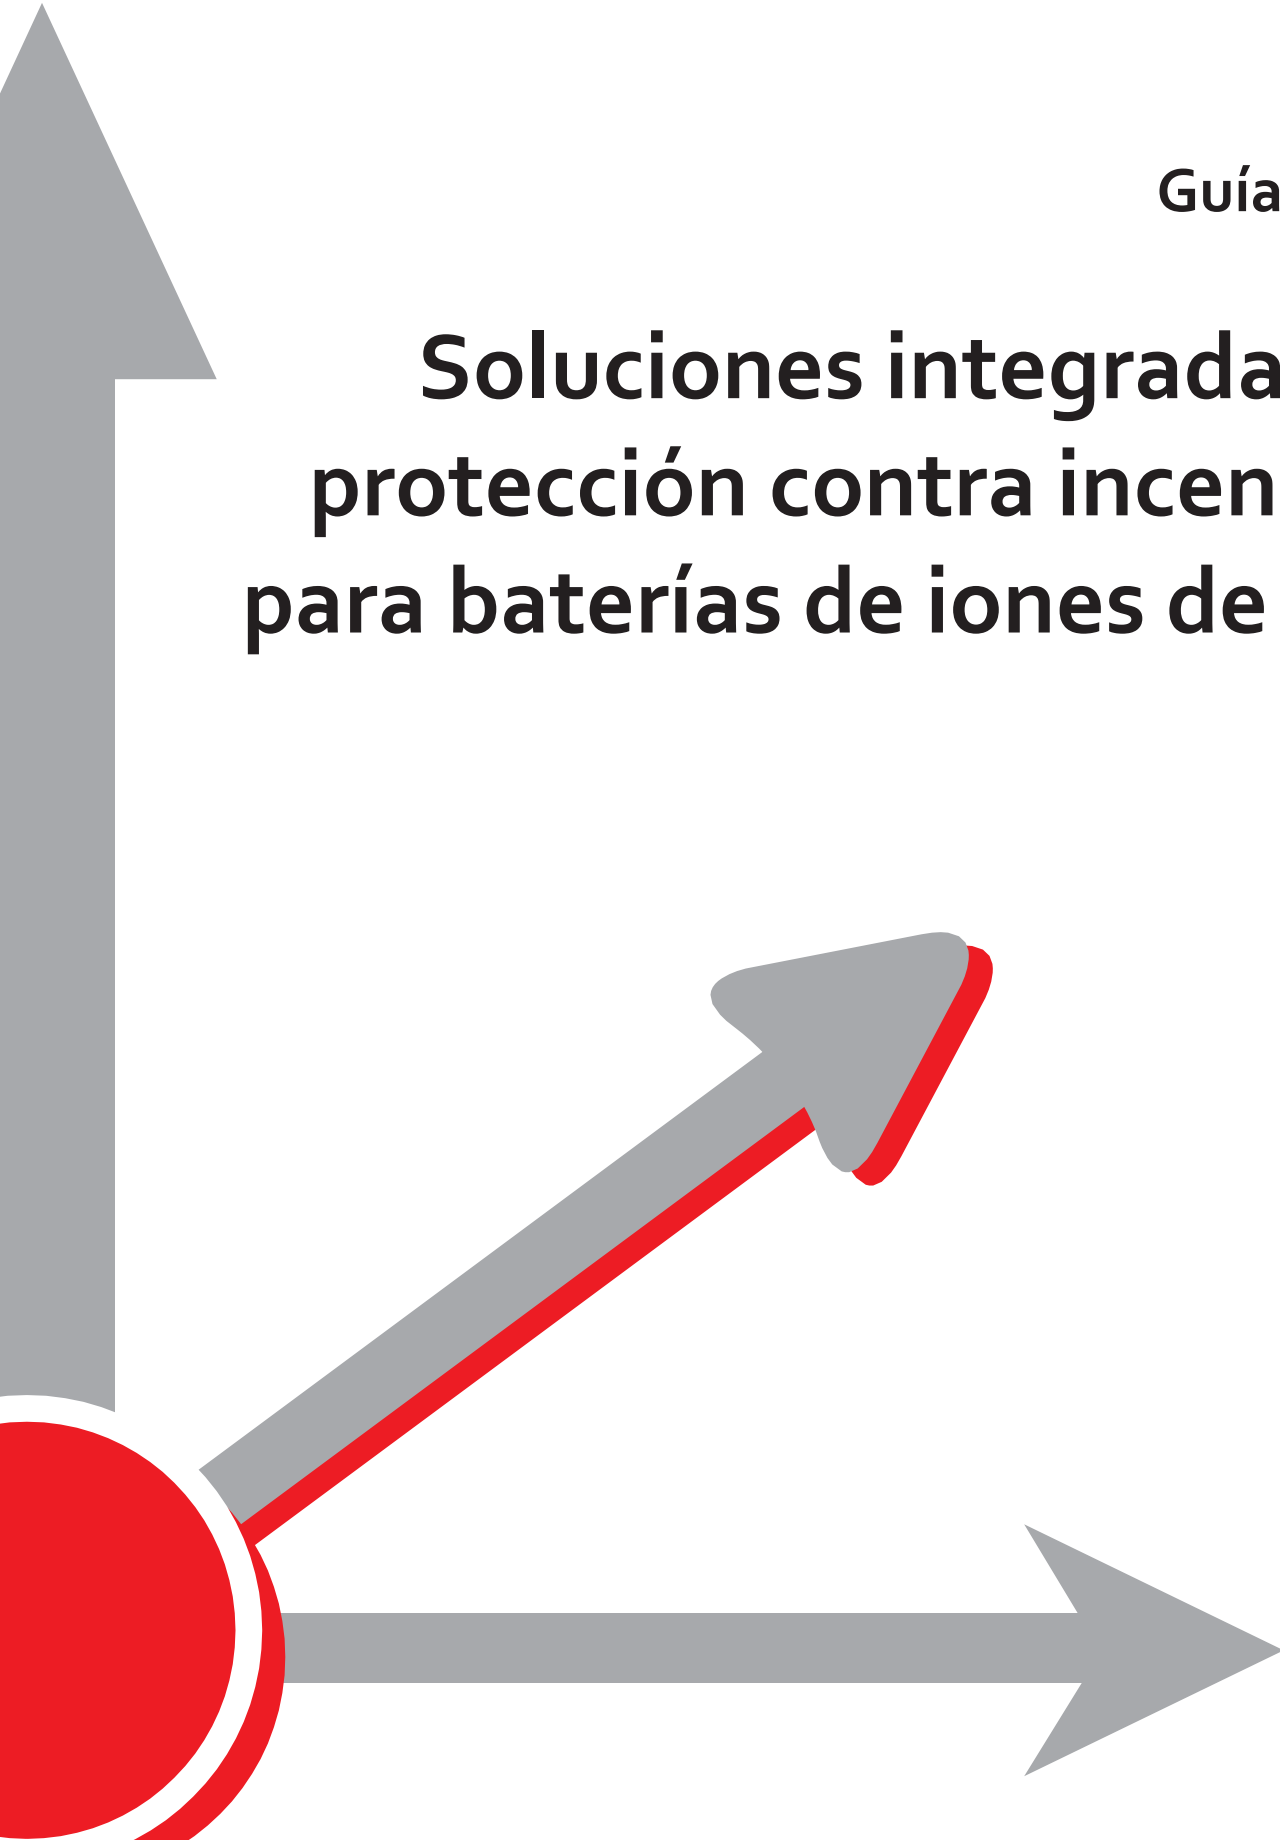 Guía
Soluciones integrada
protección contra incen
para baterías de iones de